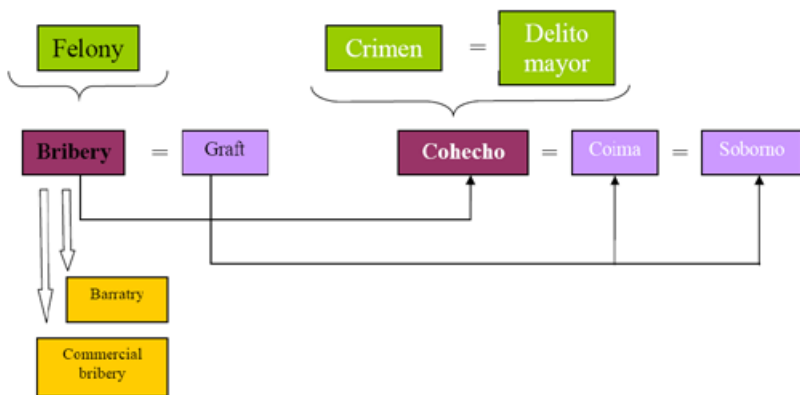 Felony
Crimen = Delito
mayor
Bribery = Graft
Cohecho = Coima = Soborno
Barratry
Commercial
bribery